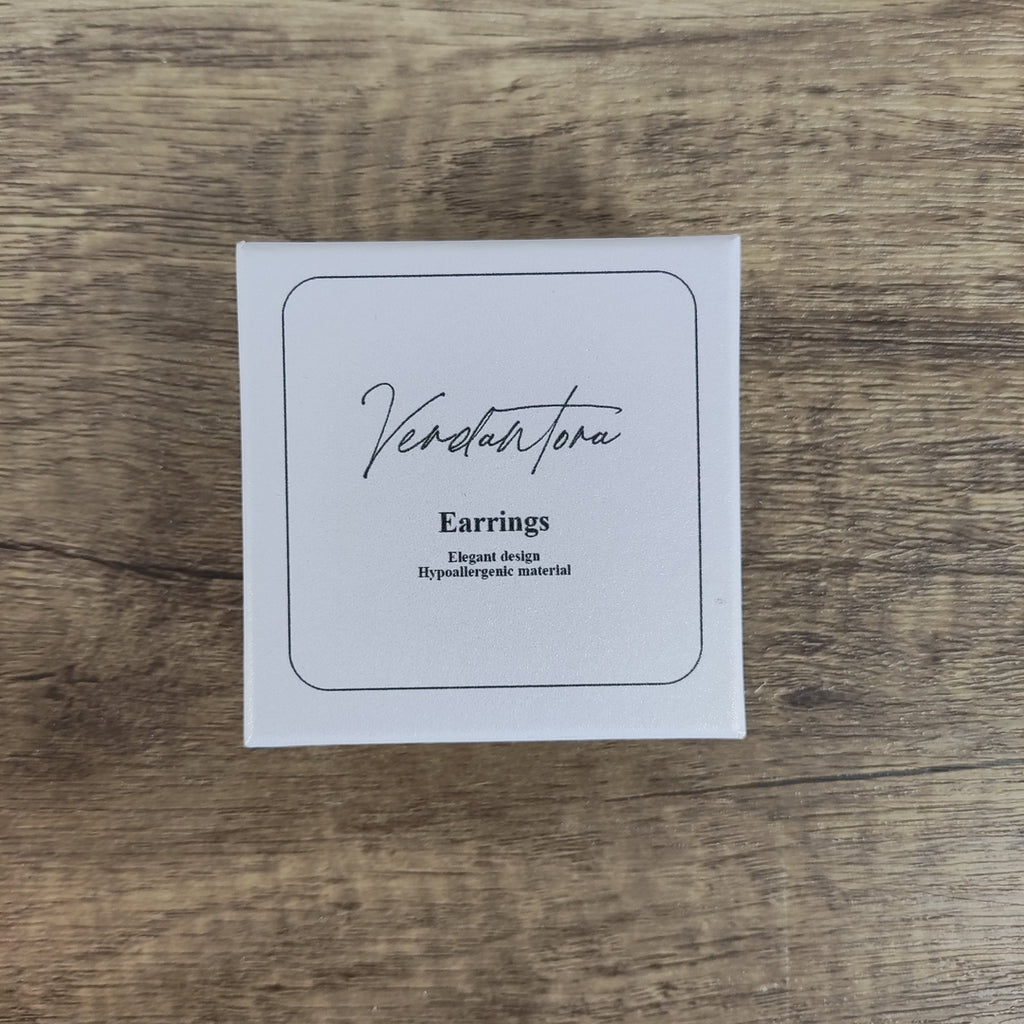 Verdantora
Earrings
Elegant design
Hypoallergenic material